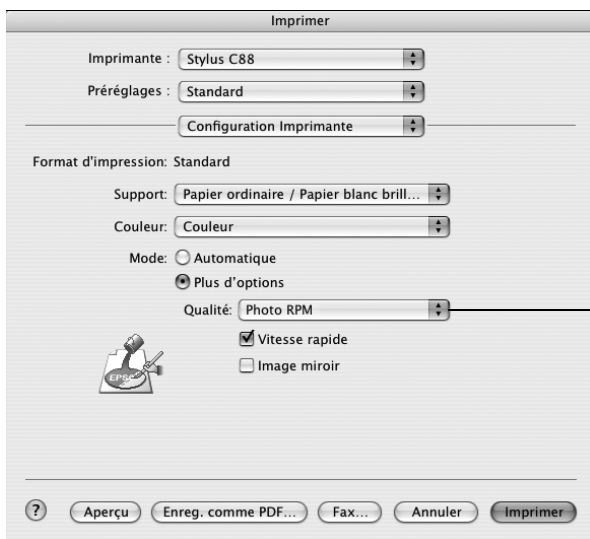 Imprimer
Imprimante : Stylus C88
Préréglages : Standard
Configuration Imprimante
Format d'impression: Standard
Support: Papier ordinaire / Papier blanc brill...
Couleur: Couleur
Mode: Automatique
Plus d'options
Qualité: Photo RPM
Vitesse rapide
Image miroir
EPSON
? Aperçu Enreg. comme PDF... Fax... Annuler Imprimer